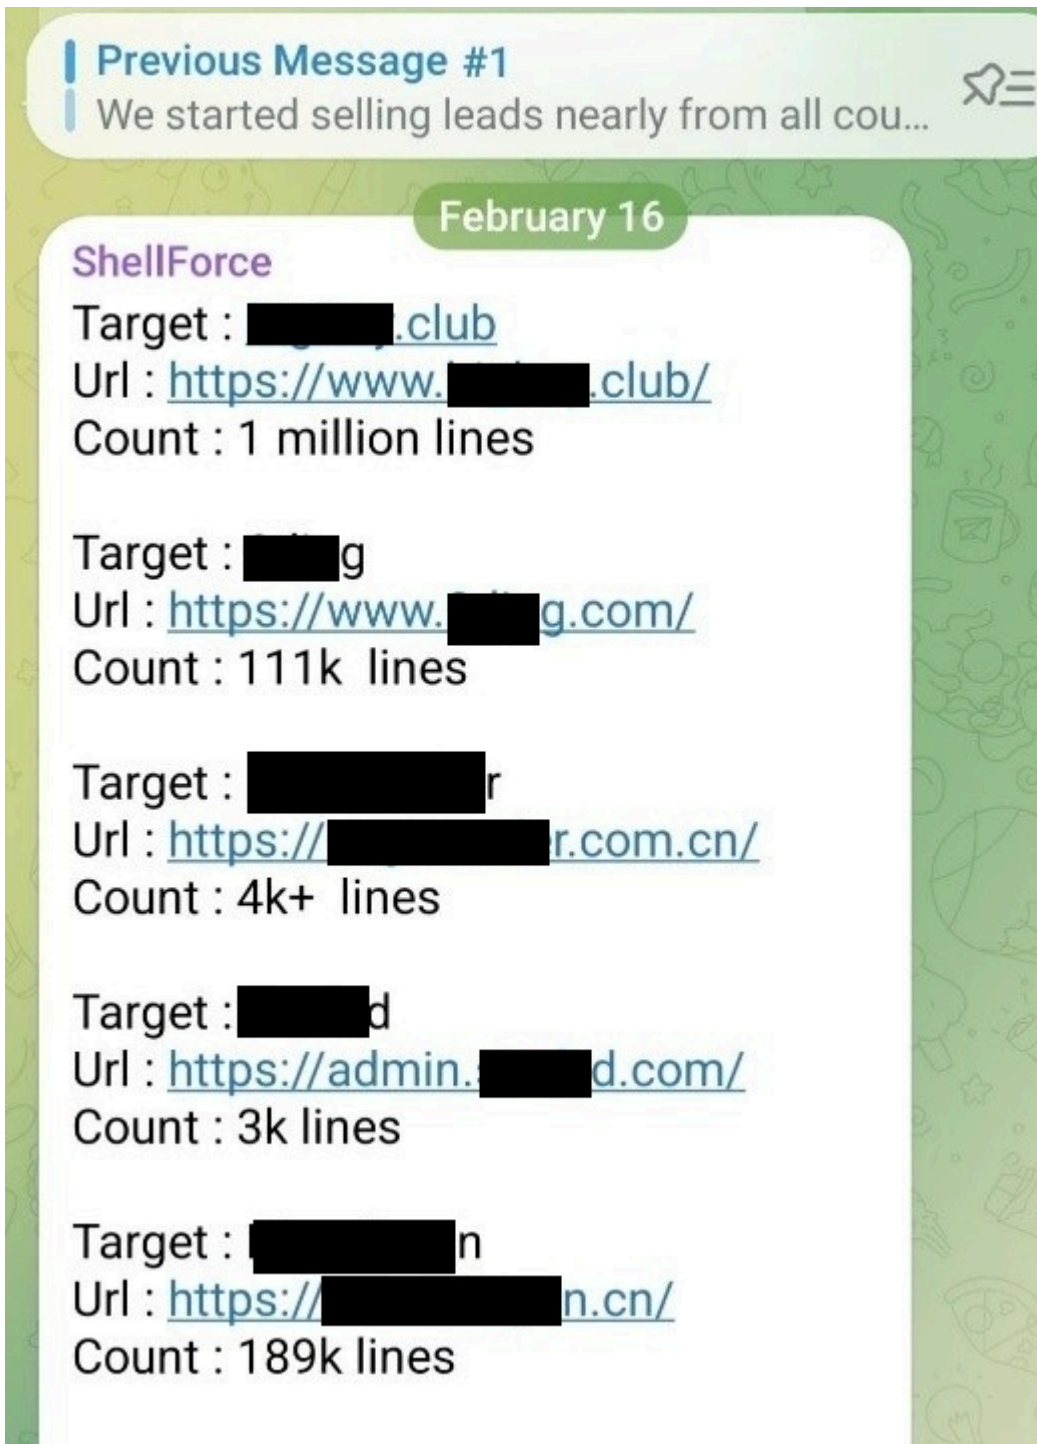 Previous Message #1
We started selling leads nearly from all cou...
February 16
ShellForce
Target : .club
Url : https://www. .club/
Count : 1 million lines
Target : g
Url : https://www. g.com/
Count : 111k lines
Target : r
Url : https:// r.com.cn/
Count : 4k+ lines
Target : d
Url : https://admin. d.com/
Count : 3k lines
Target : n
Url : https:// n.cn/
Count : 189k lines